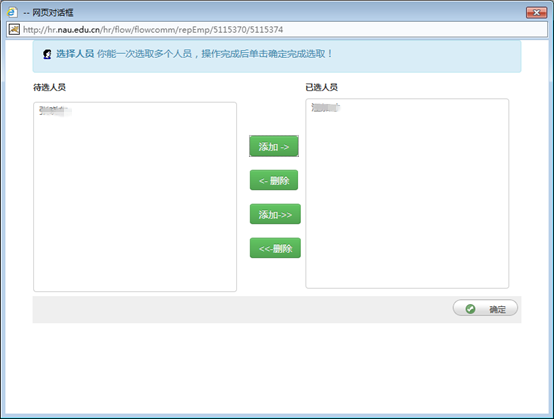 -- 网页对话框
http://hr.nau.edu.cn/hr/flow/flowcomm/repEmp/5115370/5115374
选择人员 你能一次选取多个人员，操作完成后单击确定完成选取！
待选人员
已选人员
添加 ->
<- 删除
添加->>
<<-删除
确定